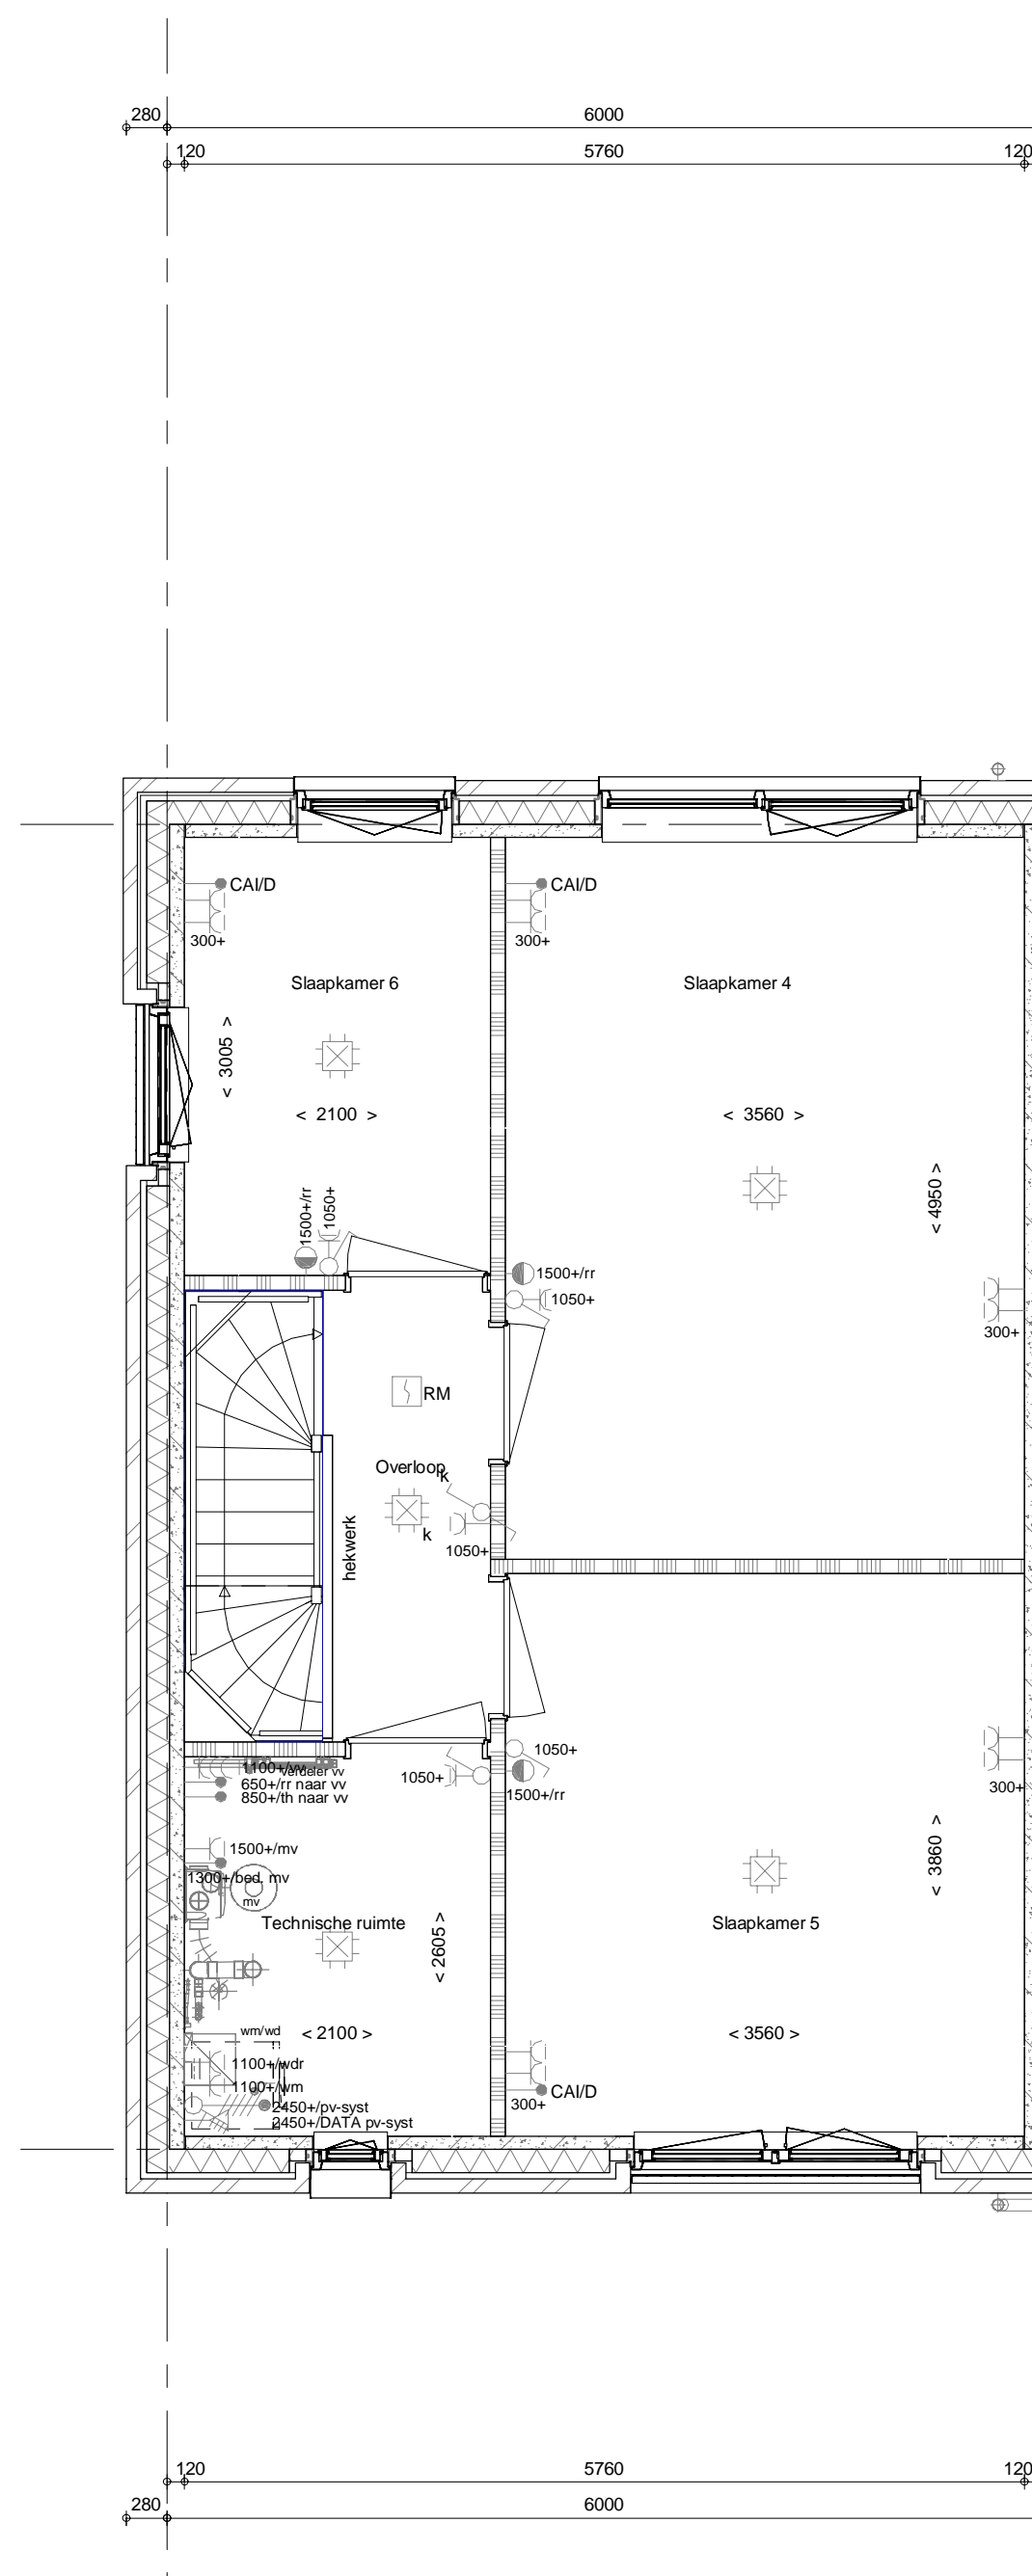 280
6000
120
5760
120
CAI/D
CAI/D
300+
300+
Slaapkamer 6
Slaapkamer 4
< 3005 >
< 2100 >
< 3560 >
< 4950 >
1500+/rr
1050+
1500+/rr
1050+
300+
RM
Overloop
k
hekwerk
k
1050+
1050+
1100+/vv
verdeler vv
1050+
650+/rr naar vv
850+/th naar vv
1500+/rr
300+
1500+/mv
1300+/bed. mv
mv
< 3860 >
Technische ruimte
Slaapkamer 5
< 2605 >
wm/wd
< 2100 >
< 3560 >
1100+/wdr
1100+/wm
CAI/D
300+
2450+/pv-syst
2450+/DATA pv-syst
120
5760
120
280
6000